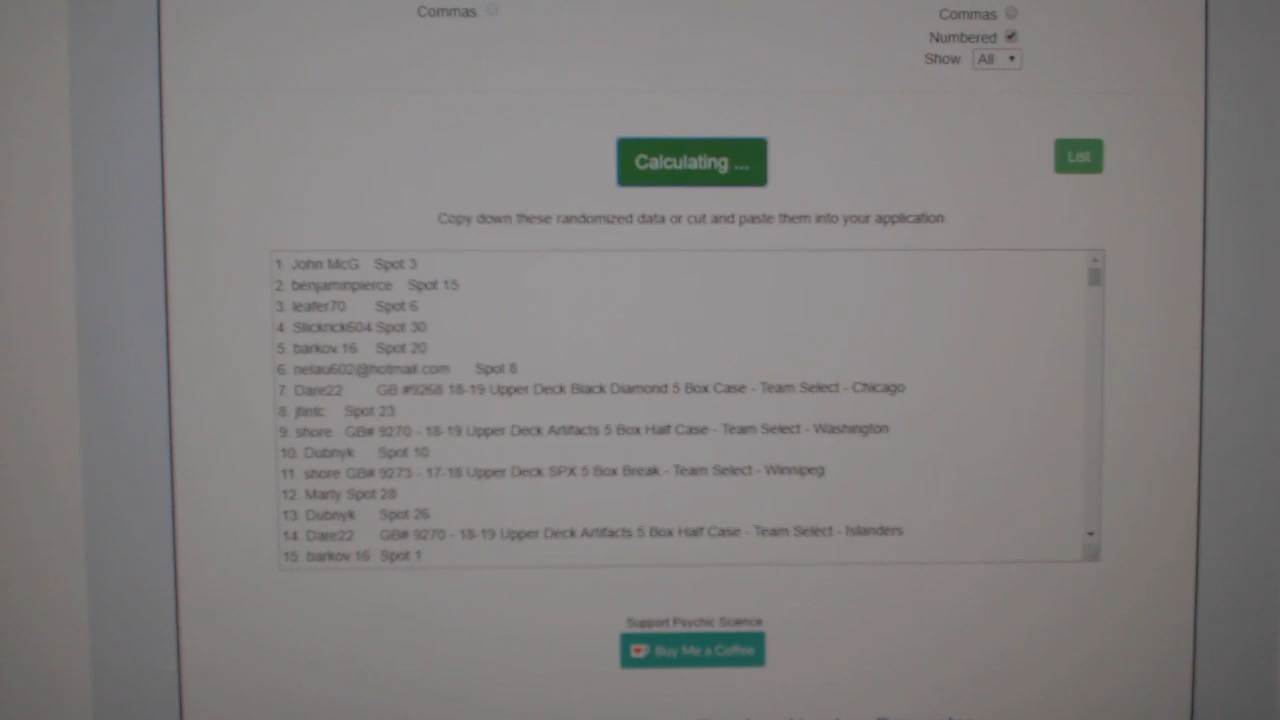 Commas
Commas
Numbered
Show All
Calculating ...
List
Copy down these randomized data or cut and paste them into your application
1. John McG Spot 3
2. benjaminpierce Spot 15
3. leafer70 Spot 6
4. Slickrick604 Spot 30
5. barkov 16 Spot 20
6. nelau602@hotmail.com Spot 8
7. Dare22 GB #9268 18-19 Upper Deck Black Diamond 5 Box Case - Team Select - Chicago
8. jfintc Spot 23
9. shore GB# 9270 - 18-19 Upper Deck Artifacts 5 Box Half Case - Team Select - Washington
10. Dubnyk Spot 10
11. shore GB# 9273 - 17-18 Upper Deck SPX 5 Box Break - Team Select - Winnipeg
12. Marty Spot 28
13. Dubnyk Spot 26
14. Dare22 GB# 9270 - 18-19 Upper Deck Artifacts 5 Box Half Case - Team Select - Islanders
15. barkov 16 Spot 1
Support Psychic Science
Buy Me a Coffee